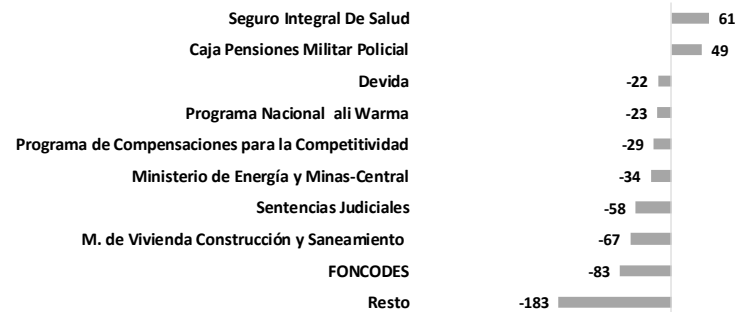 Seguro Integral De Salud 61
Caja Pensiones Militar Policial 49
Devida -22
Programa Nacional ali Warma -23
Programa de Compensaciones para la Competitividad -29
Ministerio de Energía y Minas-Central -34
Sentencias Judiciales -58
M. de Vivienda Construcción y Saneamiento -67
FONCODES -83
Resto -183